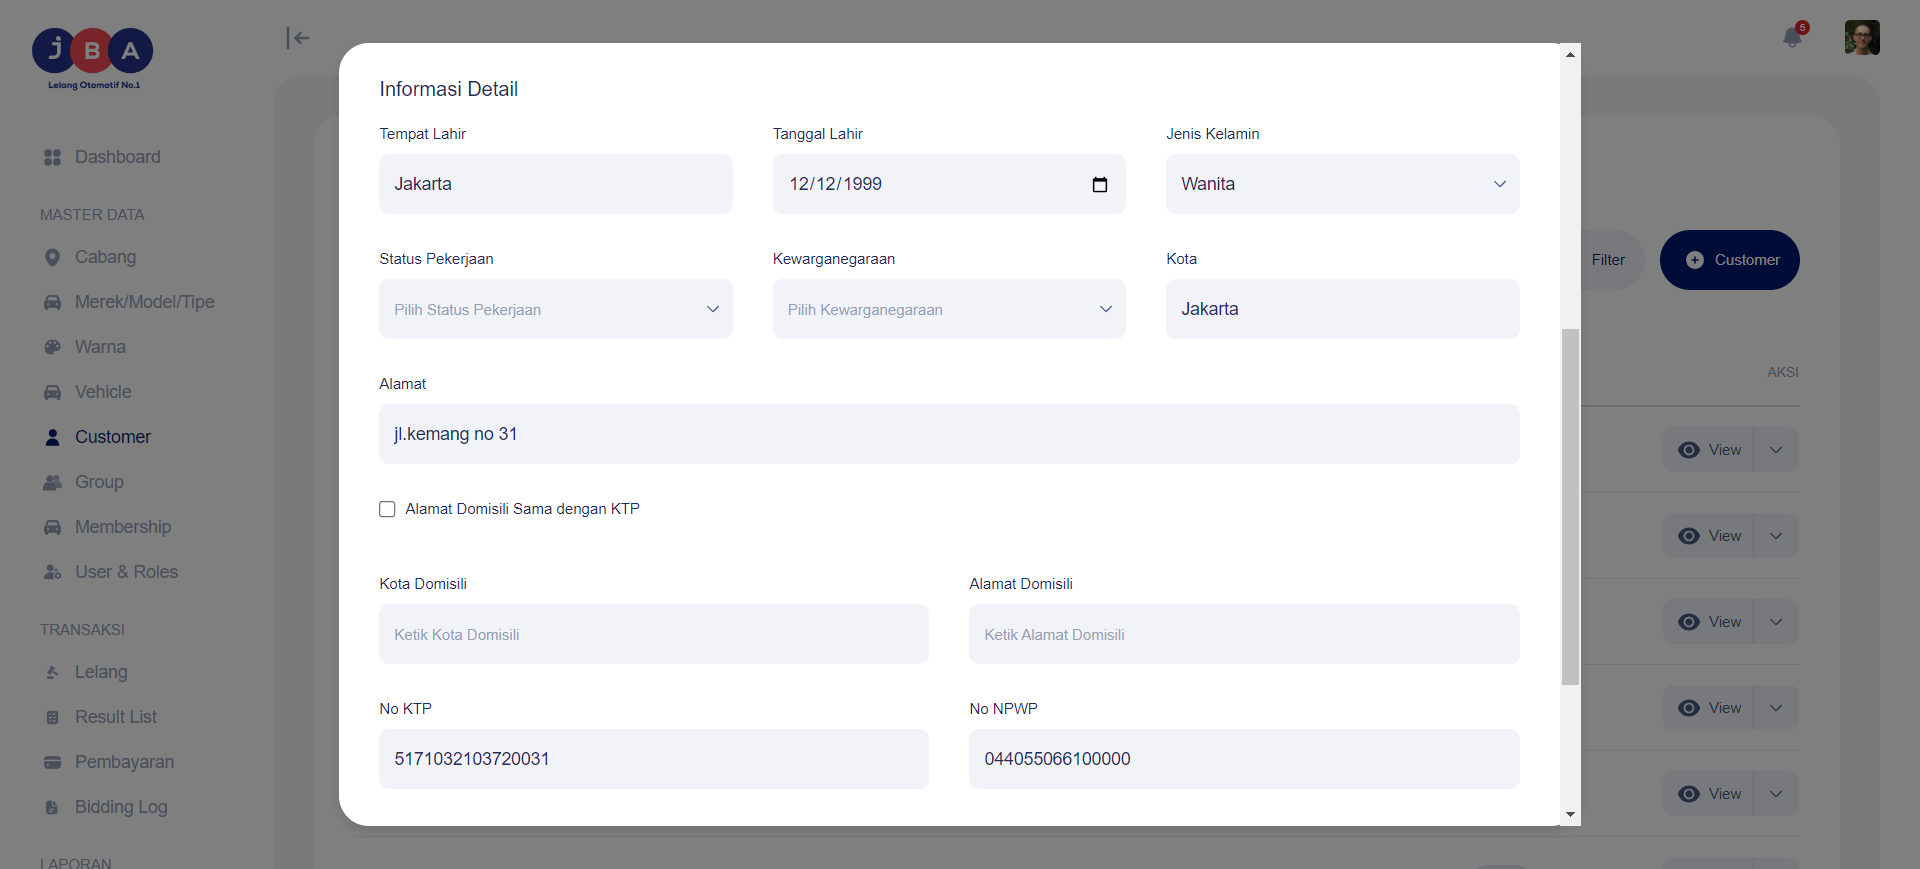 JBA
Lelang Otomotif No.1
5
Dashboard
MASTER DATA
Cabang
Merek/Model/Tipe
Warna
Vehicle
Customer
Group
Membership
User & Roles
TRANSAKSI
Lelang
Result List
Pembayaran
Bidding Log
LAPORAN
Informasi Detail
Tempat Lahir Tanggal Lahir Jenis Kelamin
Jakarta 12/12/1999 Wanita
Status Pekerjaan Kewarganegaraan Kota
Pilih Status Pekerjaan Pilih Kewarganegaraan Jakarta
Alamat
jl.kemang no 31
Alamat Domisili Sama dengan KTP
Kota Domisili Alamat Domisili
Ketik Kota Domisili Ketik Alamat Domisili
No KTP No NPWP
5171032103720031 044055066100000
Filter Customer
AKSI
View
View
View
View
View